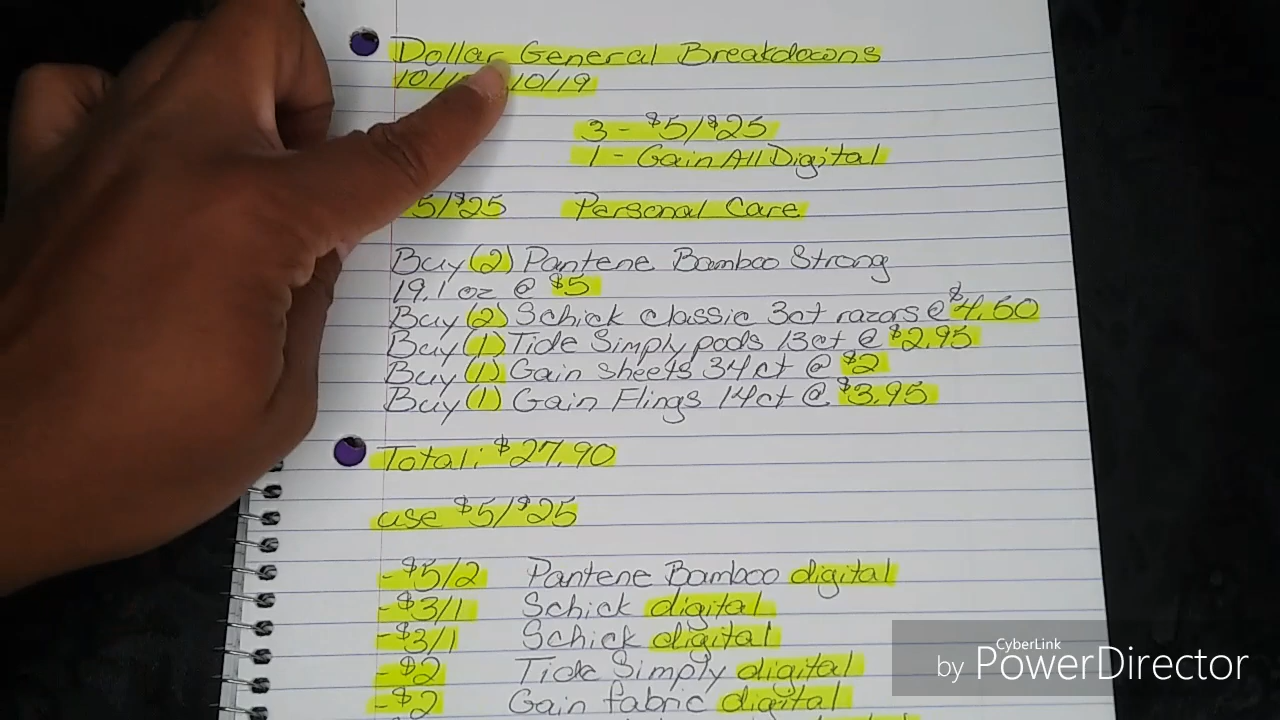 Dollar General Breakdowns
10/19
3 - $5/$25
1 - Gain All Digital
5/$25 Personal Care
Buy (2) Pantene Bamboo Strong
19.1 oz @ $5
Buy (2) Schick classic 3ct razors @ $4.50
Buy (1) Tide Simply pods 13ct @ $2.95
Buy (1) Gain sheets 34ct @ $2
Buy (1) Gain Flings 14ct @ $3.95
Total: $27.90
use $5/$25
-$5/2 Pantene Bamboo digital
-$3/1 Schick digital
-$3/1 Schick digital
-$2 Tide Simply digital
-$2 Gain fabric digital
CyberLink
by PowerDirector